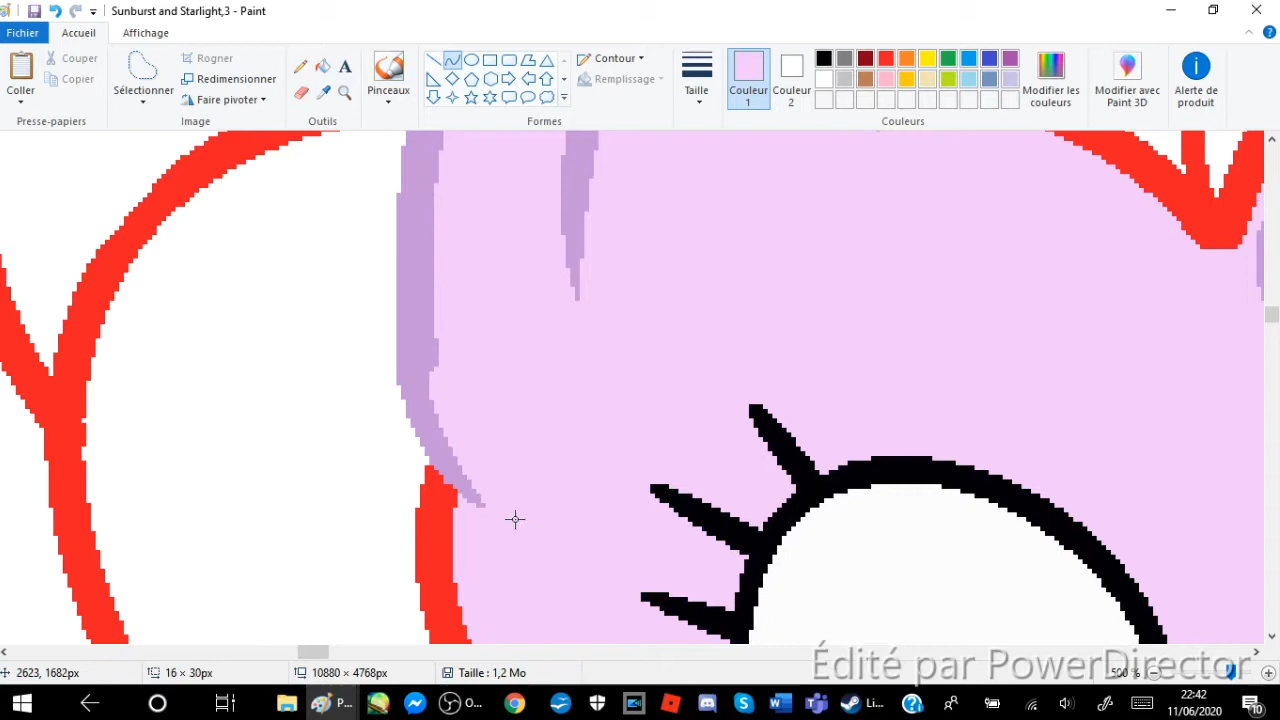 Sunburst and Starlight,3 - Paint
Fichier Accueil Affichage
Coller
Couper
Copier
Presse-papiers
Sélectionner
Rogner
Redimensionner
Faire pivoter
Image
Outils
Pinceaux
Contour
Remplissage
Formes
Taille
Couleur 1
Couleur 2
Modifier les couleurs
Couleurs
Modifier avec Paint 3D
Alerte de produit
2623, 1682px 16 × 30px 10880 × 4768px Taille : 1,2 Mo 500 %
Édité par PowerDirector
P... O... Li...
22:42
11/06/2020
10